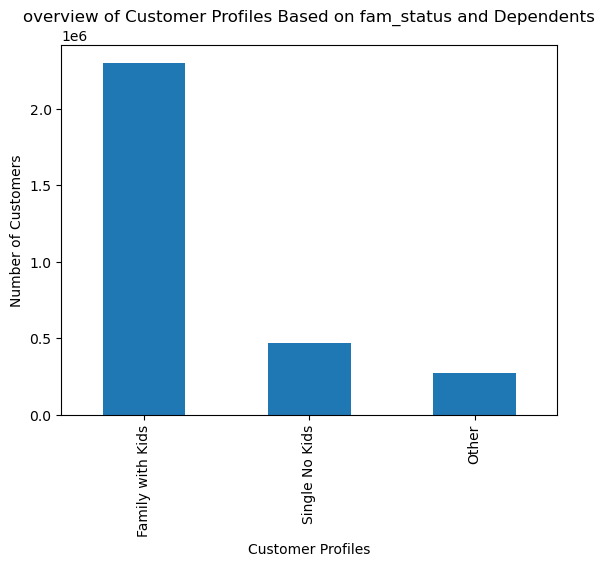 overview of Customer Profiles Based on fam_status and Dependents
1e6
2.0
1.5
1.0
0.5
0.0
Number of Customers
Family with Kids
Single No Kids
Other
Customer Profiles